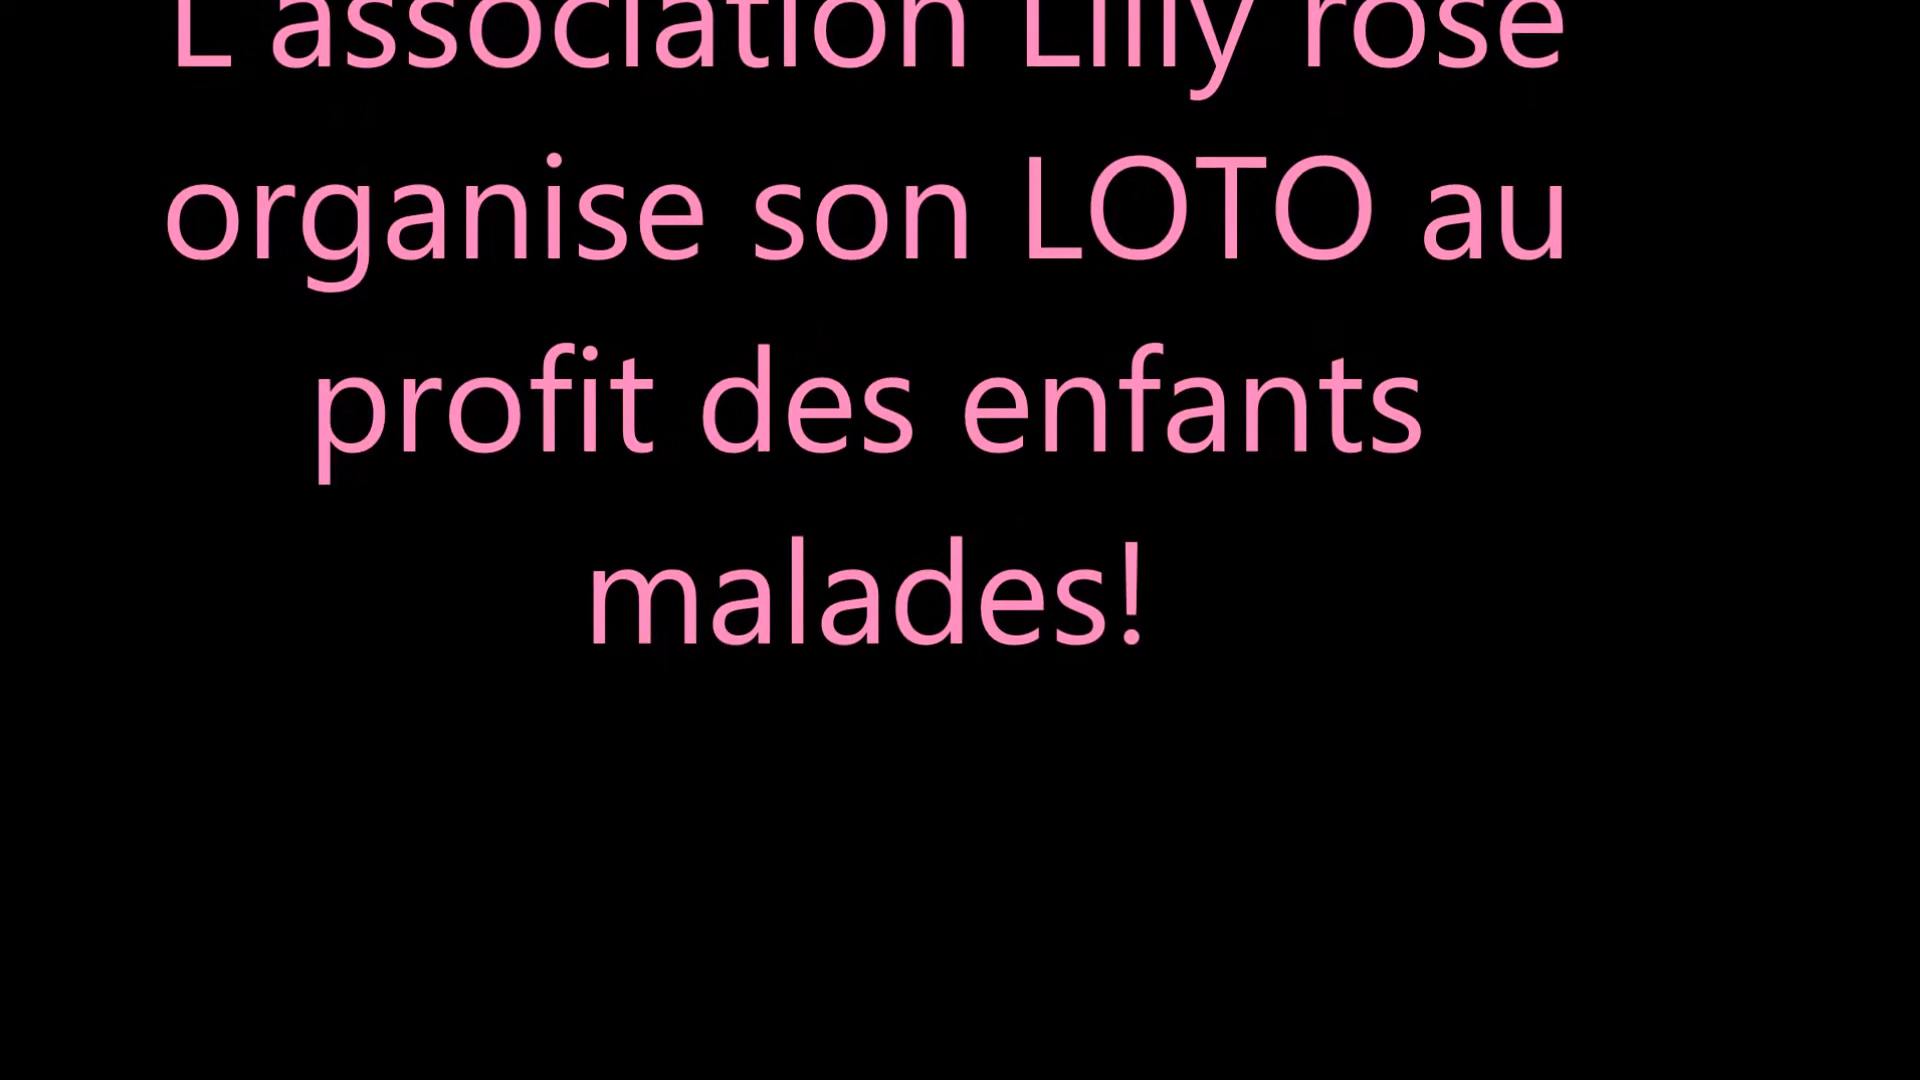 L'association Lilly rose
organise son LOTO au
profit des enfants
malades!